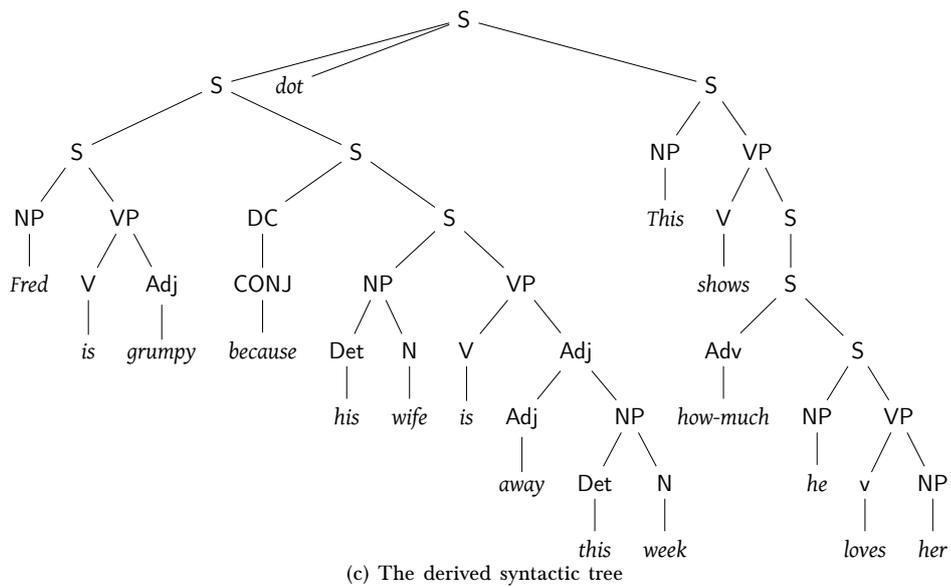 S
S dot S
S S NP VP
NP VP DC S This V S
Fred V Adj CONJ NP VP shows S
is grumpy because Det N V Adj Adv S
his wife is Adj NP how-much NP VP
away Det N he v NP
this week loves her
(c) The derived syntactic tree